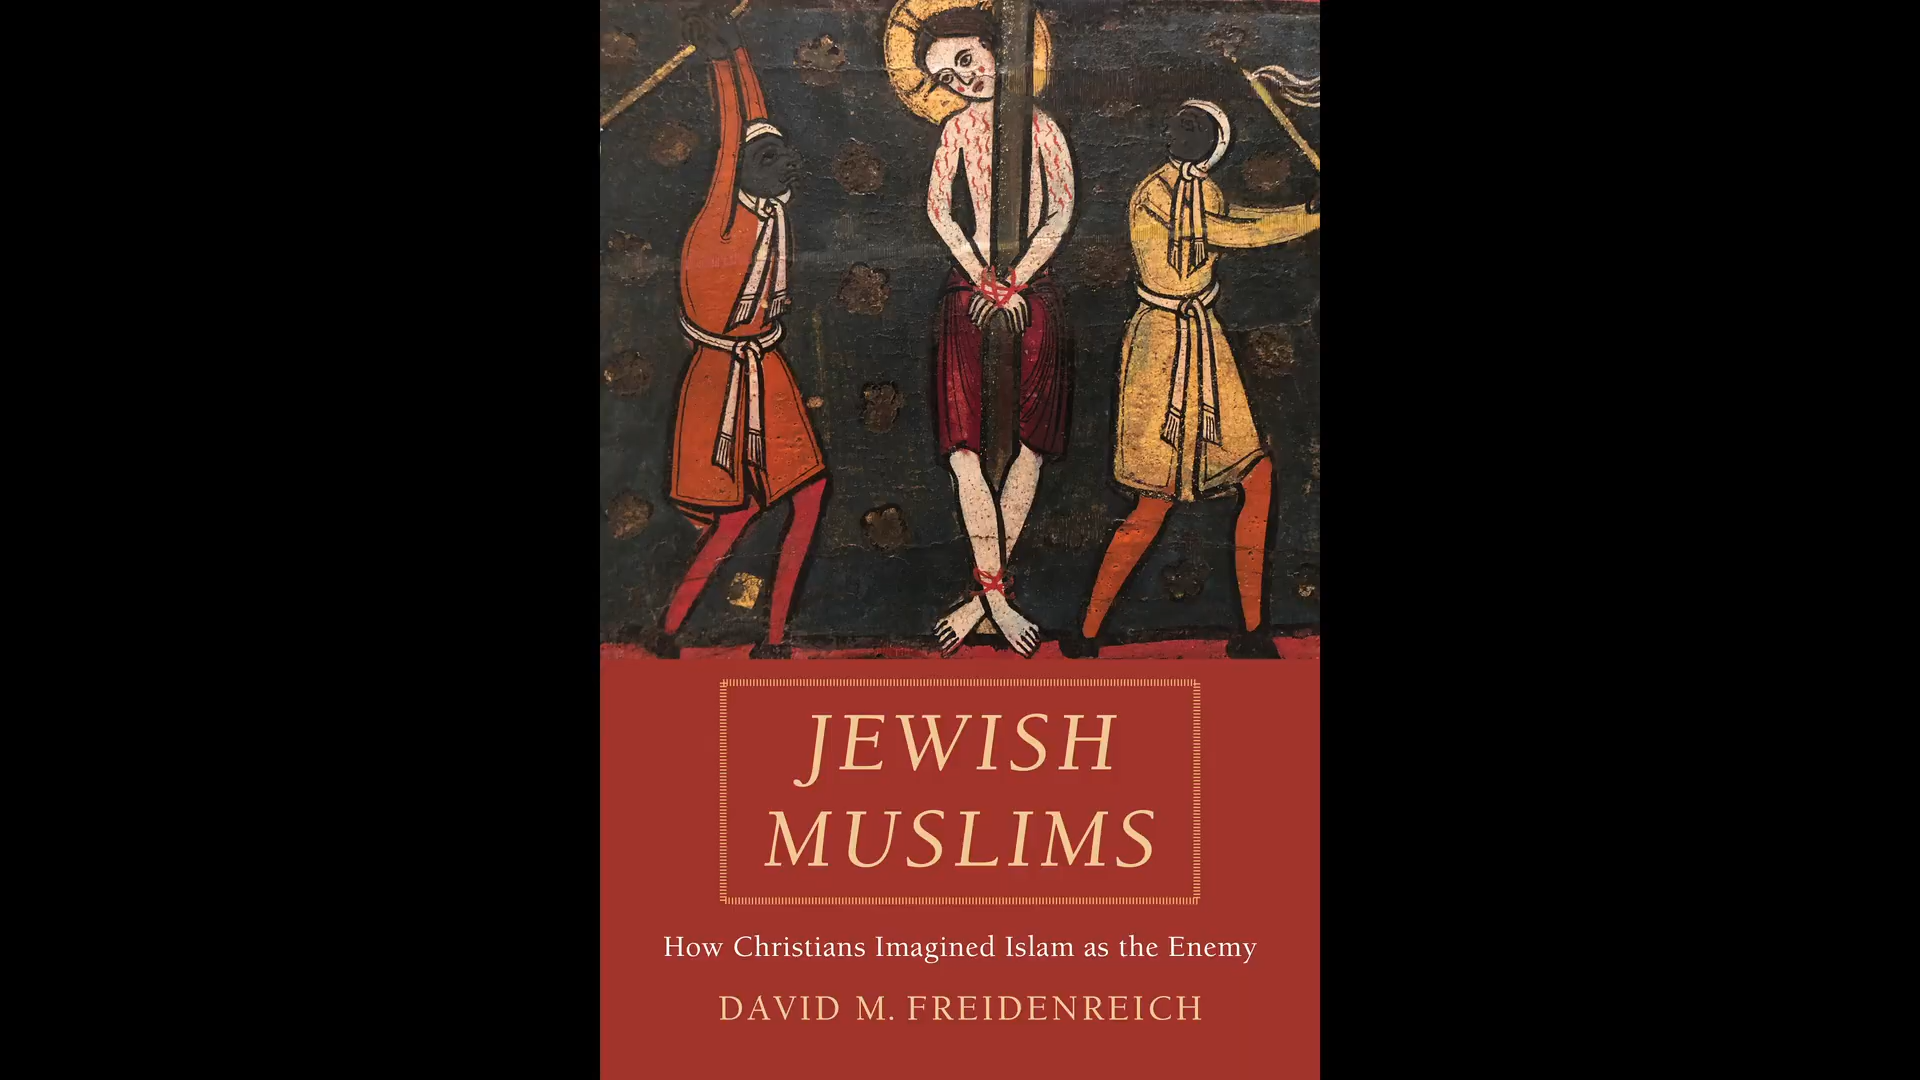 JEWISH
MUSLIMS
How Christians Imagined Islam as the Enemy
DAVID M. FREIDENREICH